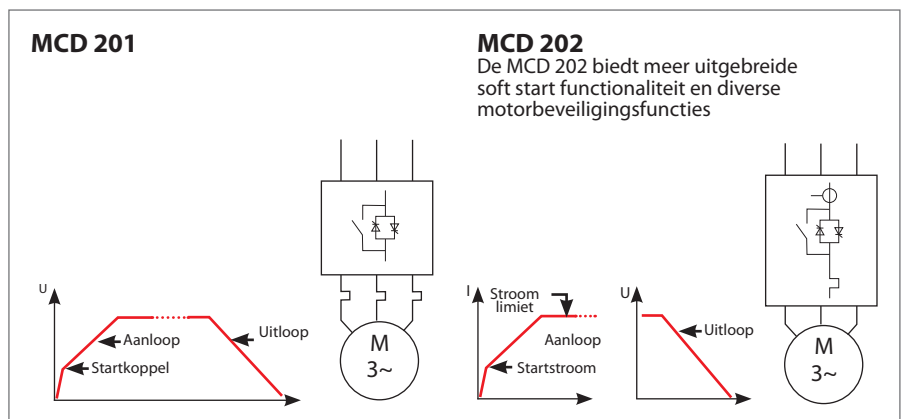 MCD 201
U
Aanloop
Startkoppel
Uitloop
M
3~
MCD 202
De MCD 202 biedt meer uitgebreide
soft start functionaliteit en diverse
motorbeveiligingsfuncties
I
Stroom
limiet
Aanloop
Startstroom
U
Uitloop
M
3~